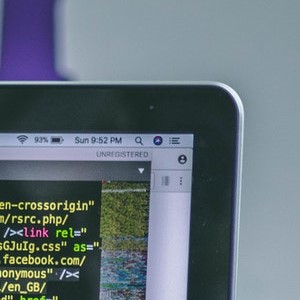 93% Sun 9:52 PM
UNREGISTERED
en-crossorigin"
m/rsrc.php/
/><link rel="
sGJuIg.css" as="
.facebook.com/
nonymous" /><
l/en_GB/